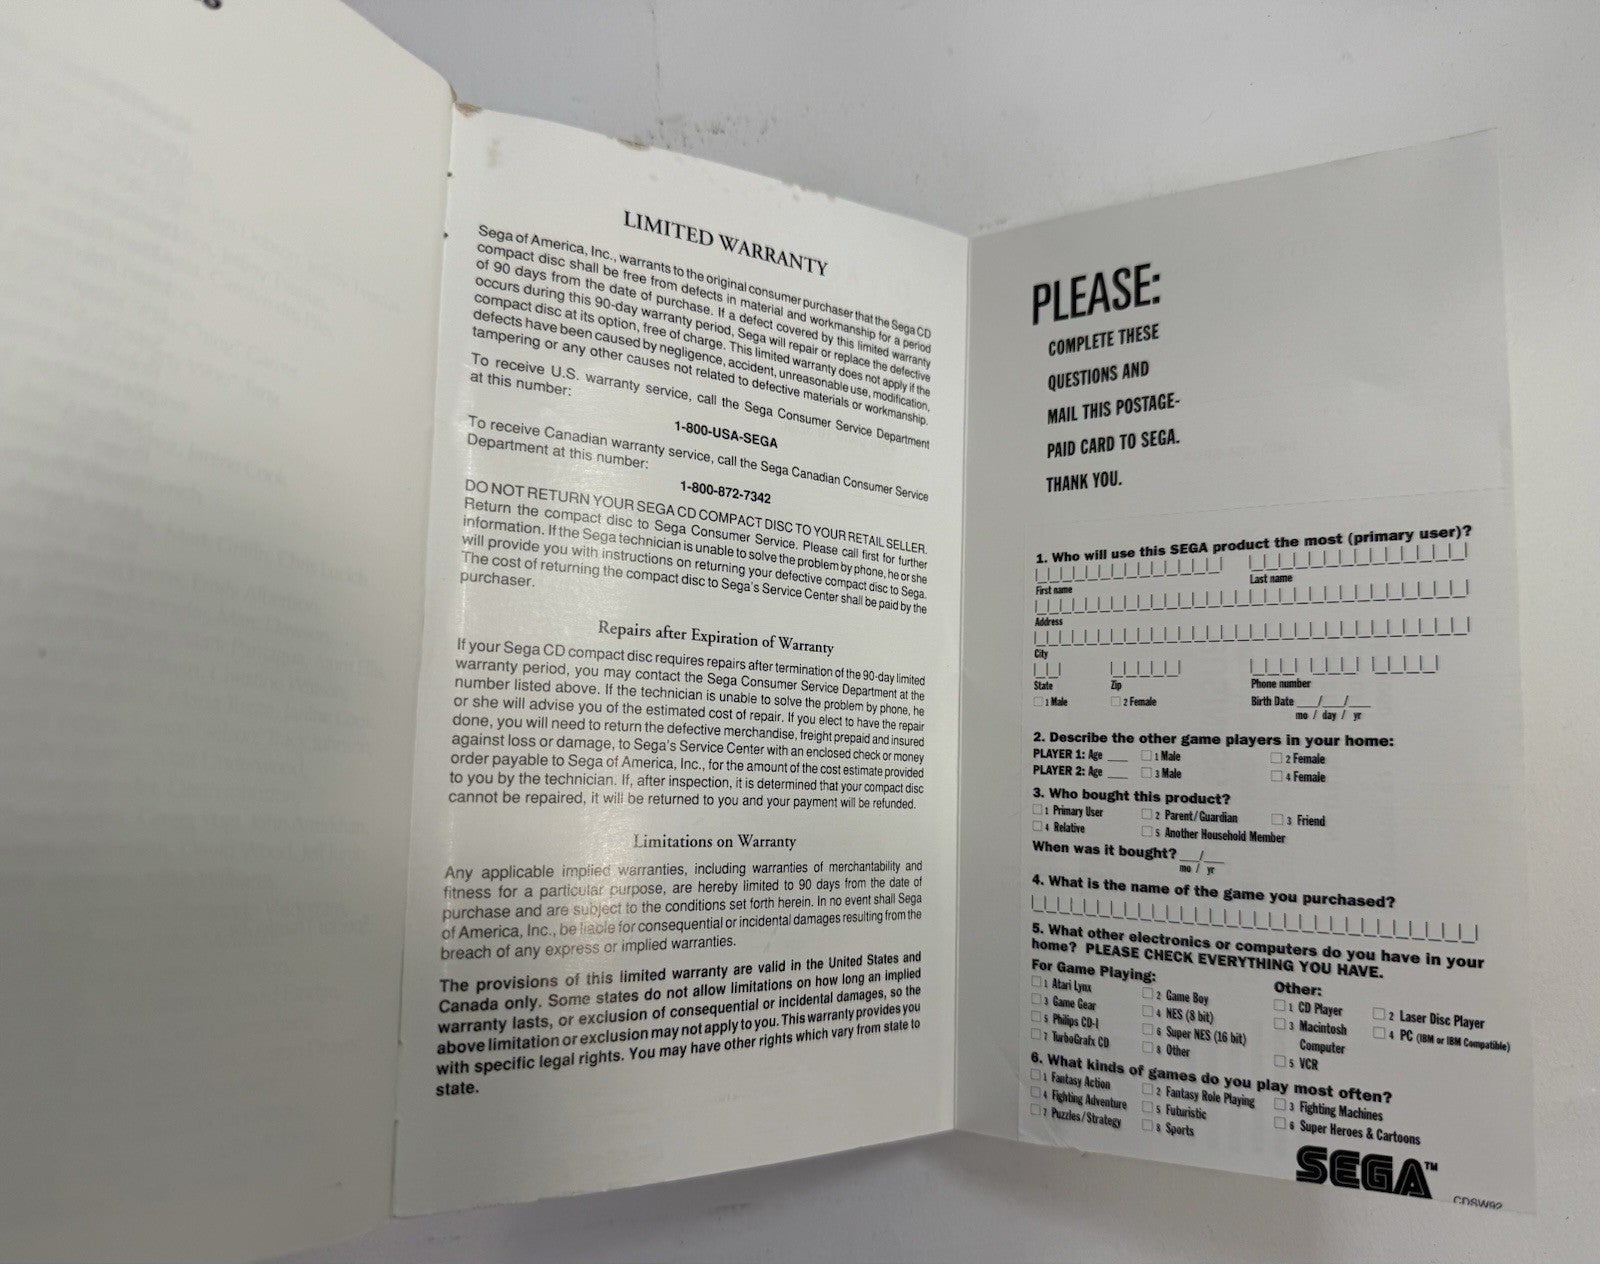 LIMITED WARRANTY
Sega of America, Inc., warrants to the original consumer purchaser that the Sega CD
compact disc shall be free from defects in material and workmanship for a period
of 90 days from the date of purchase. If a defect covered by this limited warranty
occurs during this 90-day warranty period, Sega will repair or replace the defective
compact disc at its option, free of charge. This limited warranty does not apply if the
defects have been caused by negligence, accident, unreasonable use, modification,
tampering or any other causes not related to defective materials or workmanship.
To receive U.S. warranty service, call the Sega Consumer Service Department
at this number:
1-800-USA-SEGA
To receive Canadian warranty service, call the Sega Canadian Consumer Service
Department at this number:
1-800-872-7342
DO NOT RETURN YOUR SEGA CD COMPACT DISC TO YOUR RETAIL SELLER.
Return the compact disc to Sega Consumer Service. Please call first for further
information. If the Sega technician is unable to solve the problem by phone, he or she
will provide you with instructions on returning your defective compact disc to Sega.
The cost of returning the compact disc to Sega's Service Center shall be paid by the
purchaser.
Repairs after Expiration of Warranty
If your Sega CD compact disc requires repairs after termination of the 90-day limited
warranty period, you may contact the Sega Consumer Service Department at the
number listed above. If the technician is unable to solve the problem by phone, he
or she will advise you of the estimated cost of repair. If you elect to have the repair
done, you will need to return the defective merchandise, freight prepaid and insured
against loss or damage, to Sega's Service Center with an enclosed check or money
order payable to Sega of America, Inc., for the amount of the cost estimate provided
to you by the technician. If, after inspection, it is determined that your compact disc
cannot be repaired, it will be returned to you and your payment will be refunded.
Limitations on Warranty
Any applicable implied warranties, including warranties of merchantability and
fitness for a particular purpose, are hereby limited to 90 days from the date of
purchase and are subject to the conditions set forth herein. In no event shall Sega
of America, Inc., be liable for consequential or incidental damages resulting from the
breach of any express or implied warranties.
The provisions of this limited warranty are valid in the United States and
Canada only. Some states do not allow limitations on how long an implied
warranty lasts, or exclusion of consequential or incidental damages, so the
above limitation or exclusion may not apply to you. This warranty provides you
with specific legal rights. You may have other rights which vary from state to
state.
PLEASE:
COMPLETE THESE
QUESTIONS AND
MAIL THIS POSTAGE-
PAID CARD TO SEGA.
THANK YOU.
1. Who will use this SEGA product the most (primary user)?
First name Last name
Address
City
State Zip Phone number
1 Male 2 Female Birth Date ___/___/___
mo / day / yr
2. Describe the other game players in your home:
PLAYER 1: Age ___ 1 Male 2 Female
PLAYER 2: Age ___ 3 Male 4 Female
3. Who bought this product?
1 Primary User 2 Parent/Guardian 3 Friend
4 Relative 5 Another Household Member
When was it bought? ___/___
mo / yr
4. What is the name of the game you purchased?
5. What other electronics or computers do you have in your
home? PLEASE CHECK EVERYTHING YOU HAVE.
For Game Playing: Other:
1 Atari Lynx 2 Game Boy 1 CD Player 2 Laser Disc Player
3 Game Gear 4 NES (8 bit) 3 Macintosh 4 PC (IBM or IBM Compatible)
Computer
5 Philips CD-I 6 Super NES (16 bit) 5 VCR
7 TurboGrafx CD 8 Other
6. What kinds of games do you play most often?
1 Fantasy Action 2 Fantasy Role Playing 3 Fighting Machines
4 Fighting Adventure 5 Futuristic 6 Super Heroes & Cartoons
7 Puzzles/Strategy 8 Sports
SEGA™
CDSW92